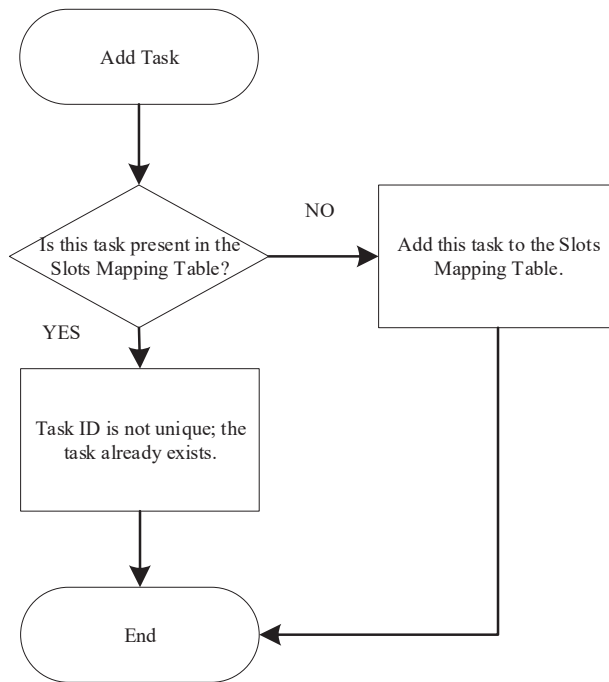 Add Task
Is this task present in the
Slots Mapping Table?
NO
Add this task to the Slots
Mapping Table.
YES
Task ID is not unique; the
task already exists.
End